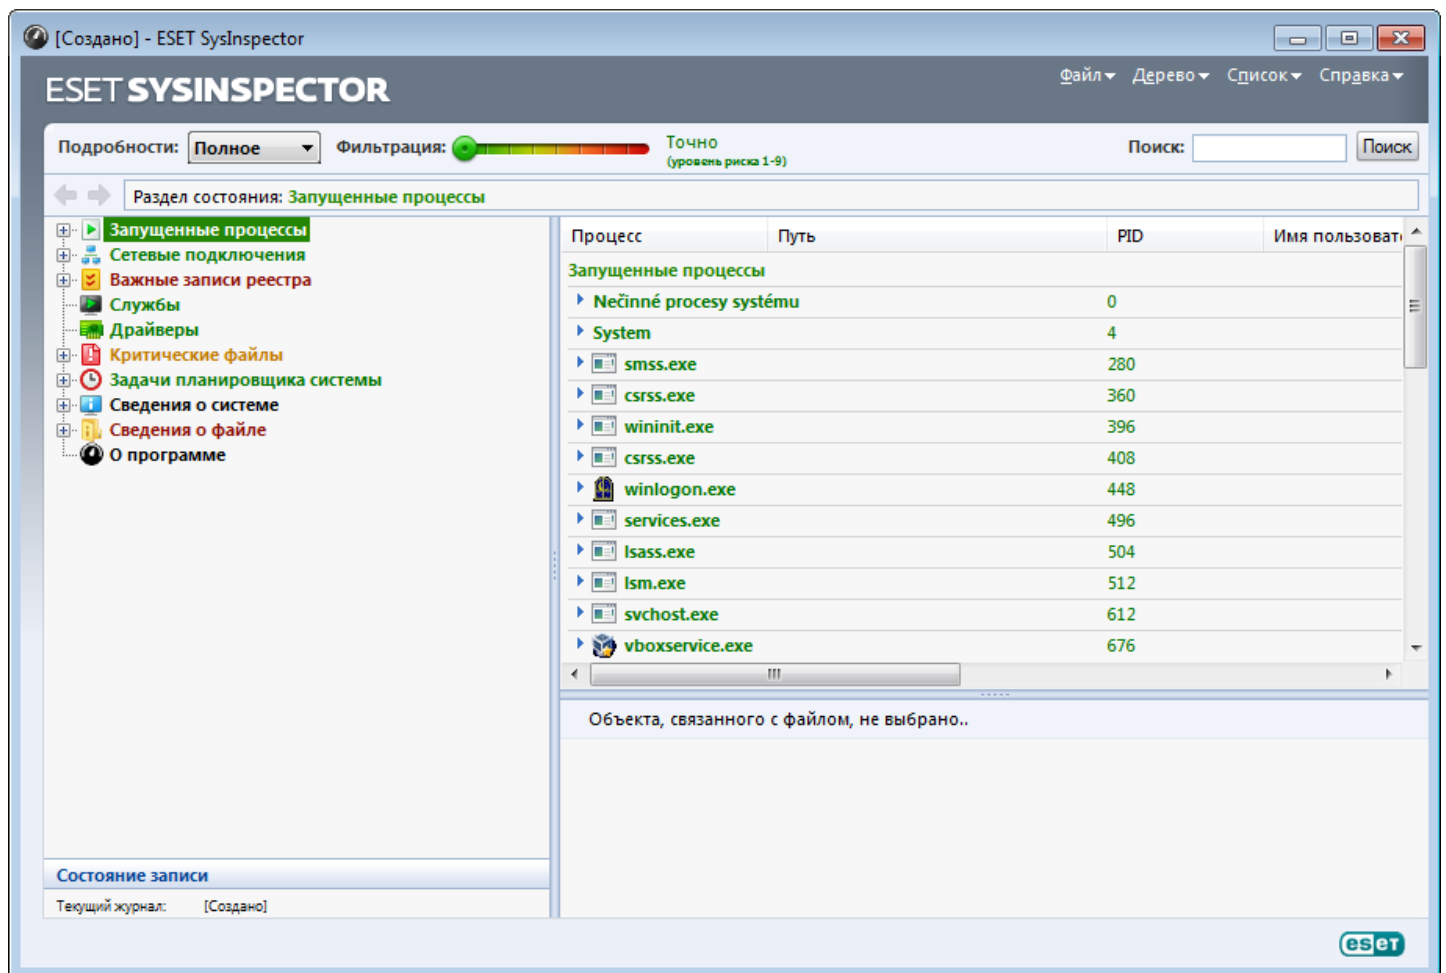 [Создано] - ESET SysInspector
ESET SYSINSPECTOR
Файл Дерево Список Справка
Подробности: Полное Фильтрация: Точно (уровень риска 1-9) Поиск: Поиск
Раздел состояния: Запущенные процессы
Запущенные процессы
Сетевые подключения
Важные записи реестра
Службы
Драйверы
Критические файлы
Задачи планировщика системы
Сведения о системе
Сведения о файле
О программе
Процесс Путь PID Имя пользоват
Запущенные процессы
Nečinné procesy systému 0
System 4
smss.exe 280
csrss.exe 360
wininit.exe 396
csrss.exe 408
winlogon.exe 448
services.exe 496
lsass.exe 504
lsm.exe 512
svchost.exe 612
vboxservice.exe 676
Объекта, связанного с файлом, не выбрано..
Состояние записи
Текущий журнал: [Создано]
eset